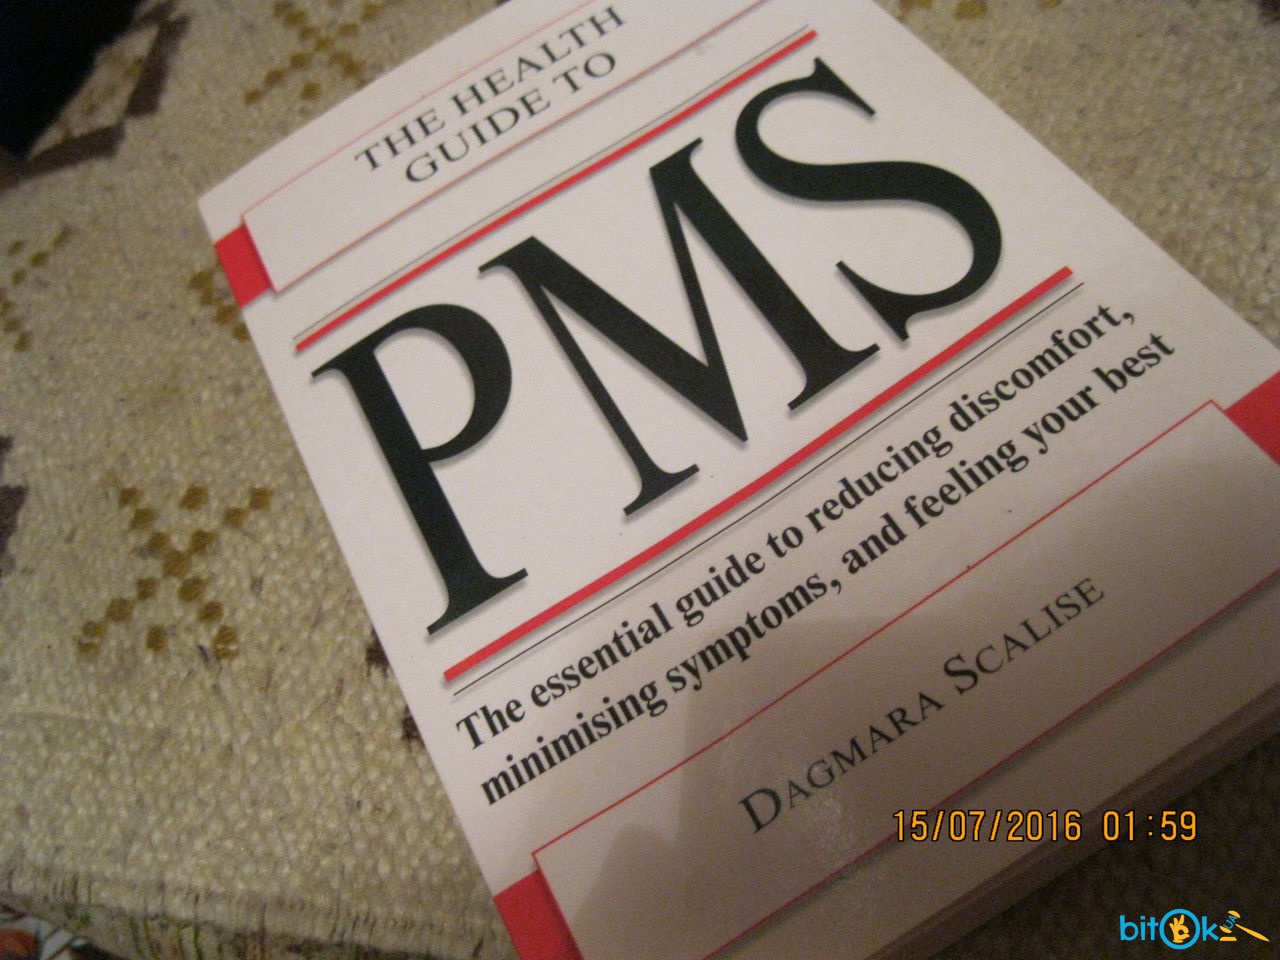 THE HEALTH
GUIDE TO
PMS
The essential guide to reducing discomfort,
minimising symptoms, and feeling your best
DAGMARA SCALISE
15/07/2016 01:59
bitOk
UA